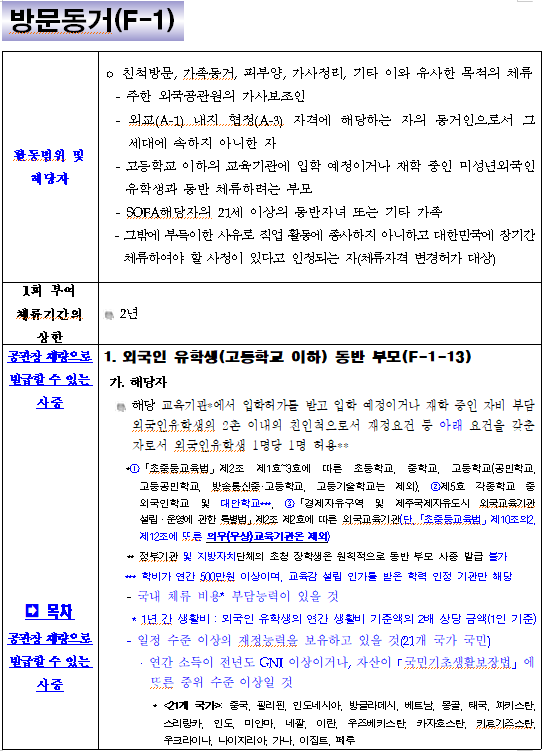 방문동거(F-1)
활동범위 및
해당자
ㅇ 친척방문, 가족동거, 피부양, 가사정리, 기타 이와 유사한 목적의 체류
- 주한 외국공관원의 가사보조인
- 외교(A-1) 내지 협정(A-3) 자격에 해당하는 자의 동거인으로서 그
세대에 속하지 아니한 자
- 고등학교 이하의 교육기관에 입학 예정이거나 재학 중인 미성년외국인
유학생과 동반 체류하려는 부모
- SOFA해당자의 21세 이상의 동반자녀 또는 기타 가족
- 그밖에 부득이한 사유로 직업 활동에 종사하지 아니하고 대한민국에 장기간
체류하여야 할 사정이 있다고 인정되는 자(체류자격 변경허가 대상)
1회 부여
체류기간의
상한
2년
공관장 재량으로
발급할 수 있는
사증
1. 외국인 유학생(고등학교 이하) 동반 부모(F-1-13)
가. 해당자
해당 교육기관*에서 입학허가를 받고 입학 예정이거나 재학 중인 자비 부담
외국인유학생의 2촌 이내의 친인척으로서 재정요건 등 아래 요건을 갖춘
자로서 외국인유학생 1명당 1명 허용**
*①「초중등교육법」제2조 제1호~3호에 따른 초등학교, 중학교, 고등학교(공민학교,
고등공민학교, 방송통신중·고등학교, 고등기술학교는 제외), ②제5호 각종학교 중
외국인학교 및 대안학교***, ③「경제자유구역 및 제주국제자유도시 외국교육기관
설립·운영에 관한 특별법」제2조 제2호에 따른 외국교육기관(단,「초중등교육법」제10조의2,
제12조에 따른 의무(무상)교육기관은 제외)
** 정부기관 및 지방자치단체의 초청 장학생은 원칙적으로 동반 부모 사증 발급 불가
*** 학비가 연간 500만원 이상이며, 교육감 설립 인가를 받은 학력 인정 기관만 해당
- 국내 체류 비용* 부담능력이 있을 것
* 1년 간 생활비 : 외국인 유학생의 연간 생활비 기준액의 2배 상당 금액(1인 기준)
- 일정 수준 이상의 재정능력을 보유하고 있을 것(21개 국가 국민)
· 연간 소득이 전년도 GNI 이상이거나, 자산이「국민기초생활보장법」에
따른 중위 수준 이상일 것
* <21개 국가>: 중국, 필리핀, 인도네시아, 방글라데시, 베트남, 몽골, 태국, 파키스탄,
스리랑카, 인도, 미얀마, 네팔, 이란, 우즈베키스탄, 카자흐스탄, 키르기즈스탄,
우크라이나, 나이지리아, 가나, 이집트, 페루
목차
공관장 재량으로
발급할 수 있는
사증